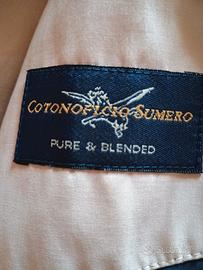 COTONOFICIO SUMERO
PURE & BLENDED